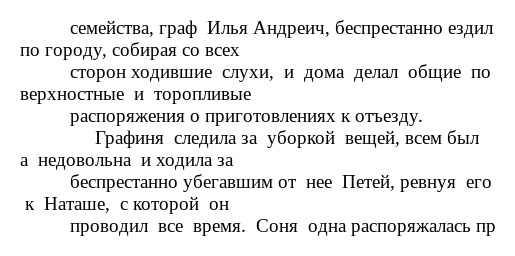 семейства, граф  Илья Андреич, беспрестанно ездил
по городу, собирая со всех
сторон ходившие  слухи,  и  дома  делал  общие  по
верхностные  и  торопливые
распоряжения о приготовлениях к отъезду.
Графиня  следила за  уборкой  вещей, всем был
а  недовольна  и ходила за
беспрестанно убегавшим от  нее  Петей, ревнуя  его
к  Наташе,  с которой  он
проводил  все  время.  Соня  одна распоряжалась пр